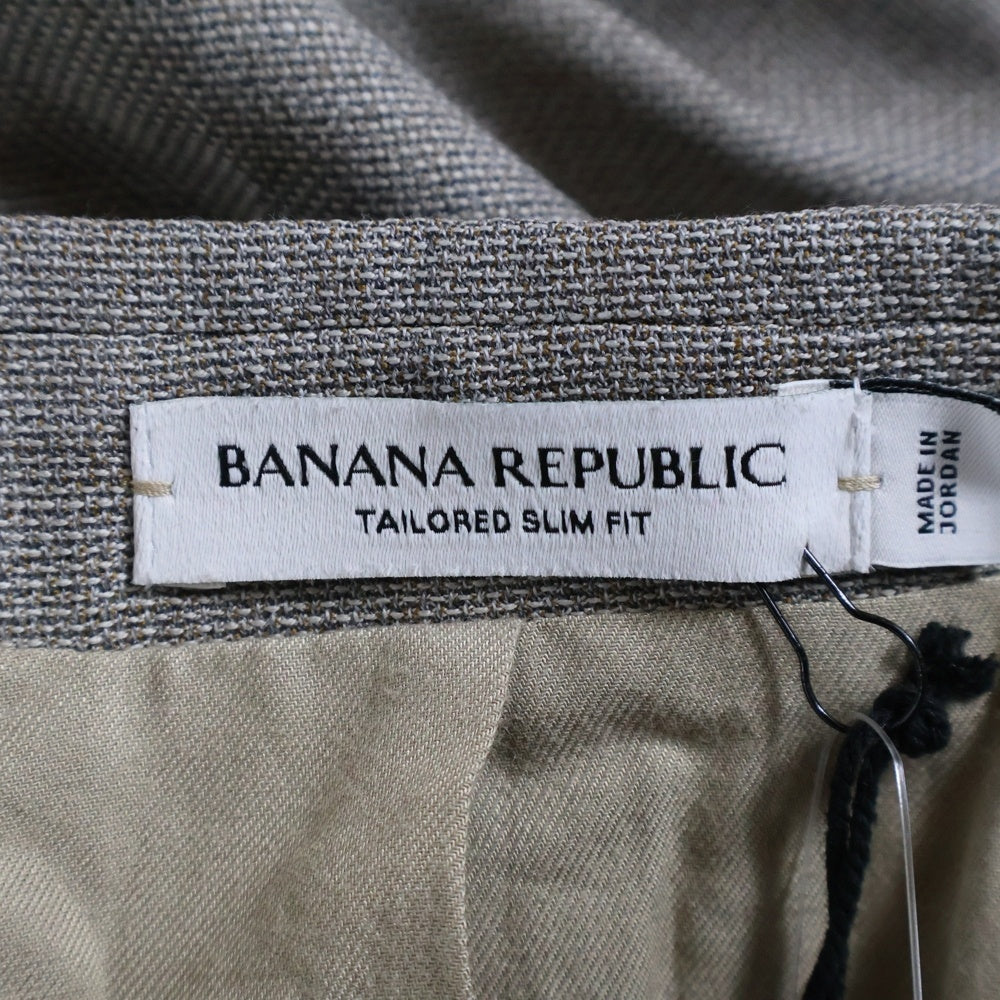 BANANA REPUBLIC
TAILORED SLIM FIT
MADE IN
JORDAN